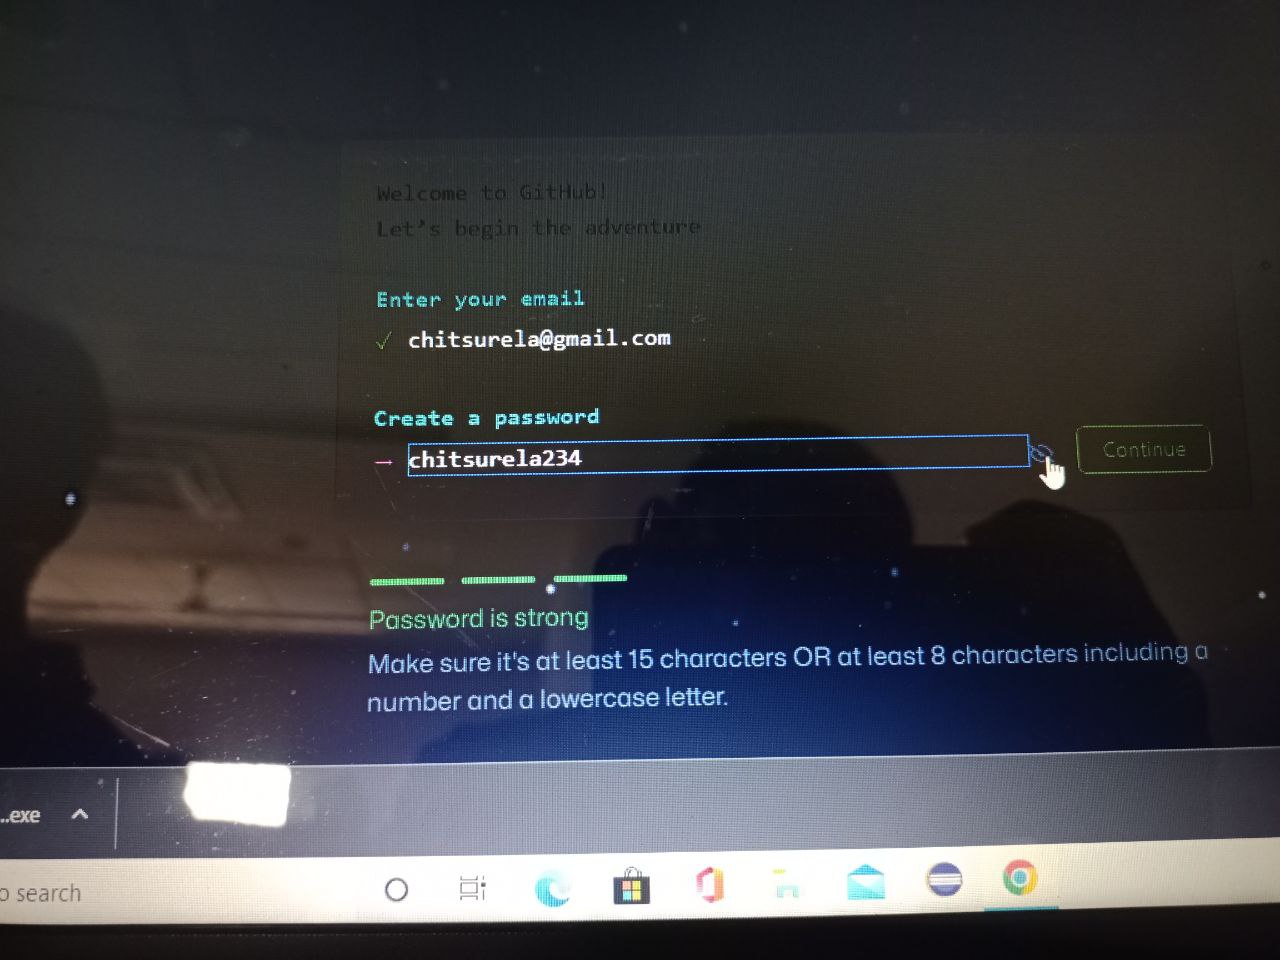 Welcome to GitHub!
Let's begin the adventure
Enter your email
✓ chitsurela@gmail.com
Create a password
→ chitsurela234
Continue
Password is strong
Make sure it's at least 15 characters OR at least 8 characters including a
number and a lowercase letter.
...exe
o search